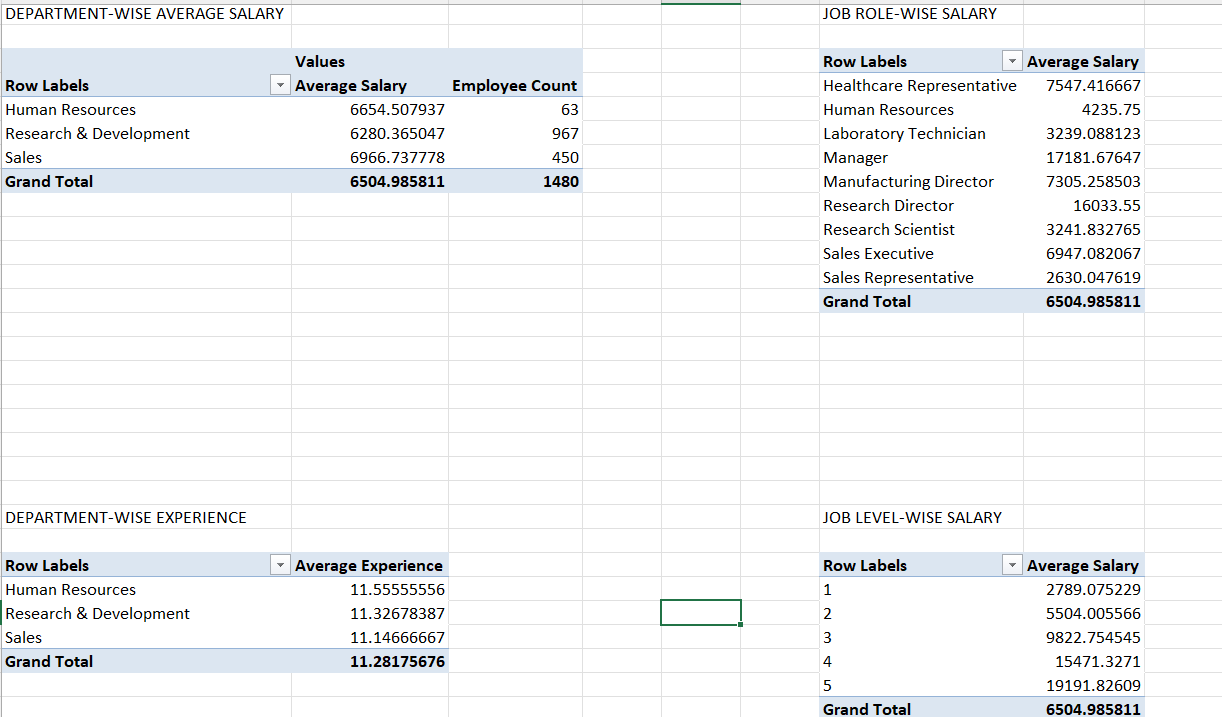 DEPARTMENT-WISE AVERAGE SALARY
Values
Row Labels Average Salary Employee Count
Human Resources 6654.507937 63
Research & Development 6280.365047 967
Sales 6966.737778 450
Grand Total 6504.985811 1480
JOB ROLE-WISE SALARY
Row Labels Average Salary
Healthcare Representative 7547.416667
Human Resources 4235.75
Laboratory Technician 3239.088123
Manager 17181.67647
Manufacturing Director 7305.258503
Research Director 16033.55
Research Scientist 3241.832765
Sales Executive 6947.082067
Sales Representative 2630.047619
Grand Total 6504.985811
DEPARTMENT-WISE EXPERIENCE
Row Labels Average Experience
Human Resources 11.55555556
Research & Development 11.32678387
Sales 11.14666667
Grand Total 11.28175676
JOB LEVEL-WISE SALARY
Row Labels Average Salary
1 2789.075229
2 5504.005566
3 9822.754545
4 15471.3271
5 19191.82609
Grand Total 6504.985811